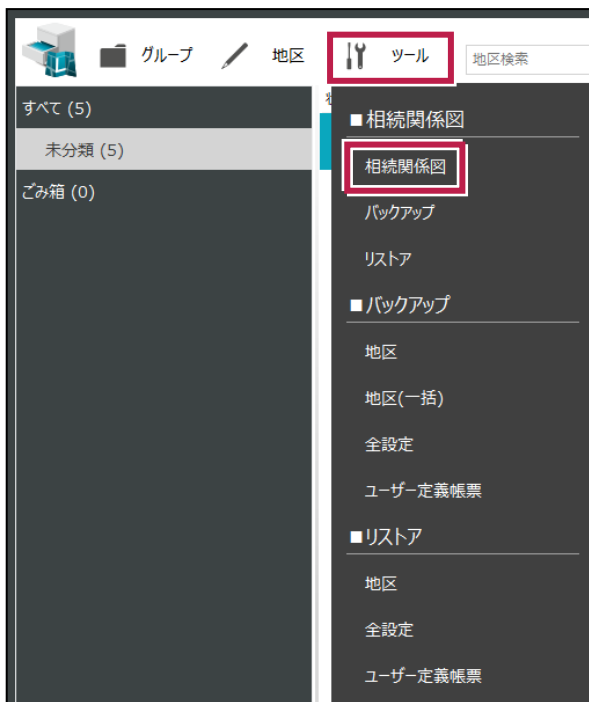 グループ 地区 ツール 地区検索
すべて (5)
未分類 (5)
ごみ箱 (0)
■相続関係図
相続関係図
バックアップ
リストア
■バックアップ
地区
地区(一括)
全設定
ユーザー定義帳票
■リストア
地区
全設定
ユーザー定義帳票